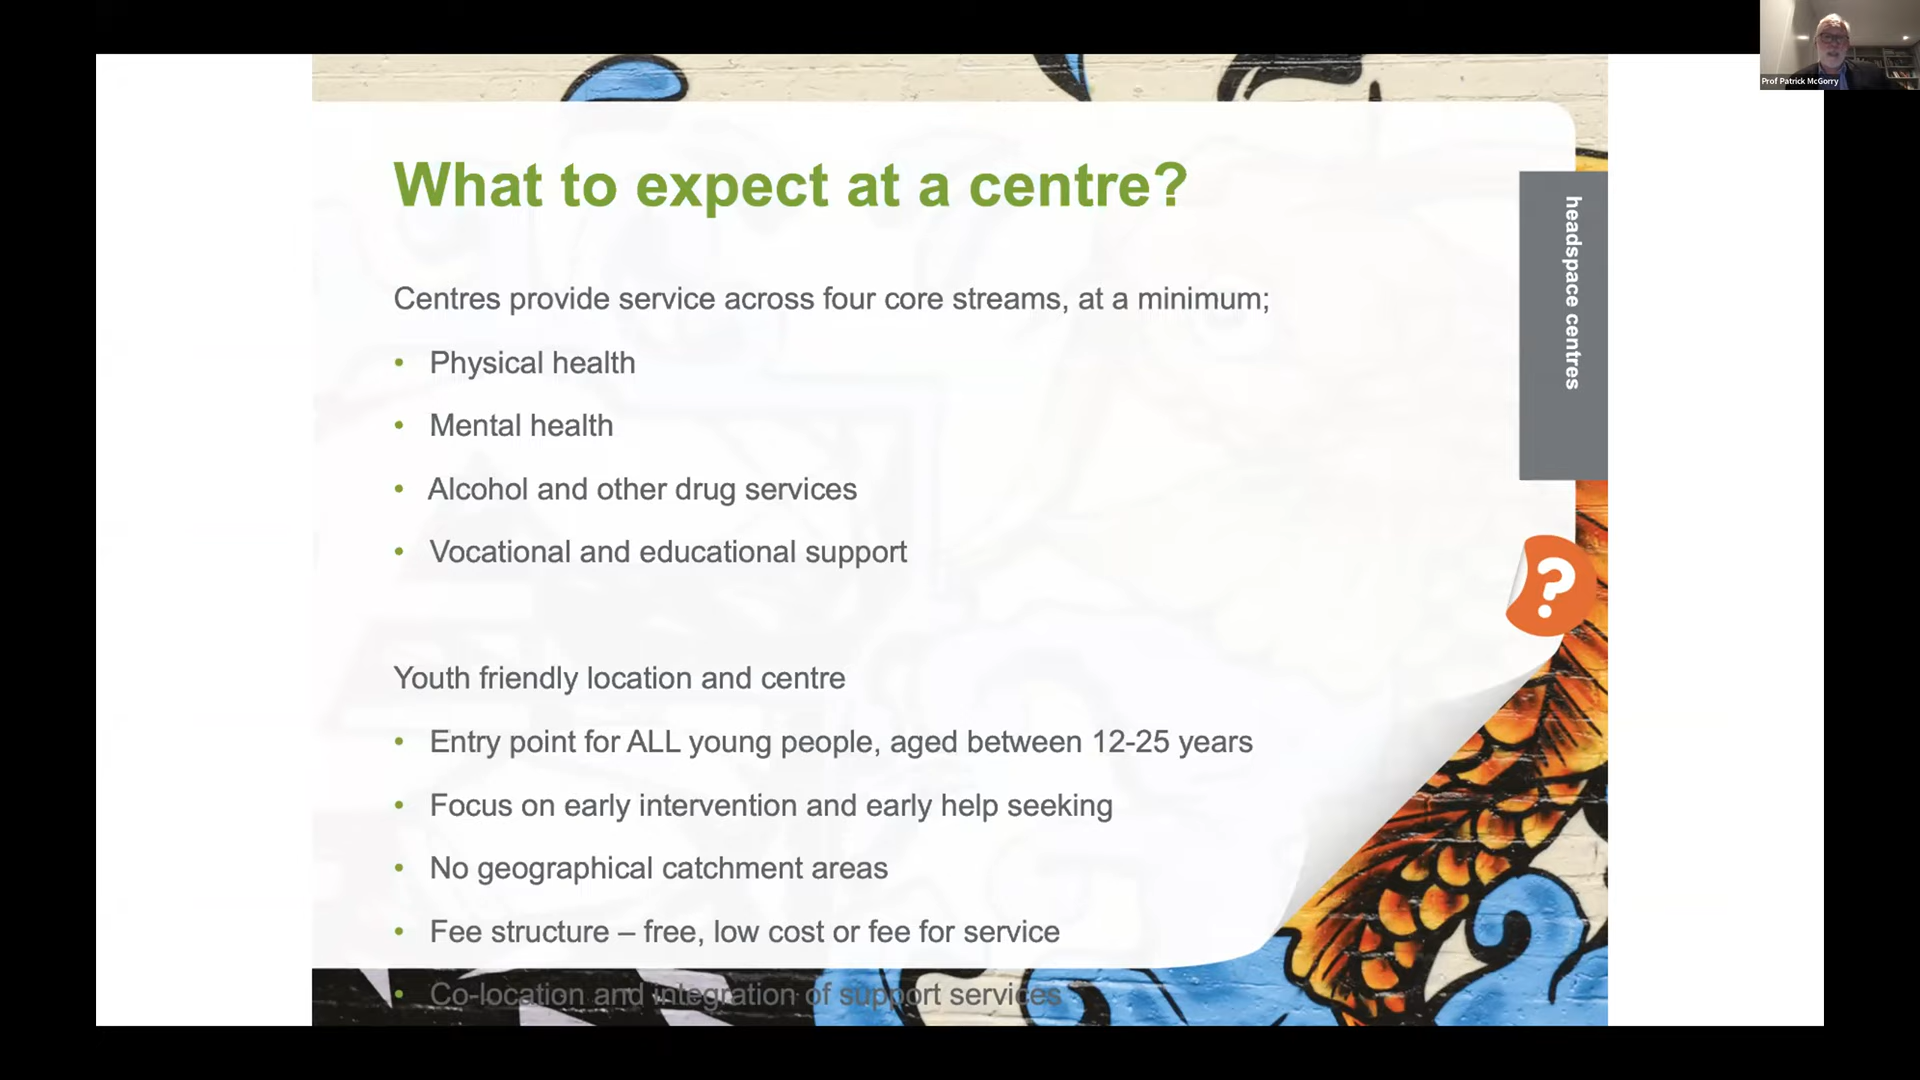 Prof Patrick McGorry
What to expect at a centre?
headspace centres
Centres provide service across four core streams, at a minimum;
• Physical health
• Mental health
• Alcohol and other drug services
• Vocational and educational support
?
Youth friendly location and centre
• Entry point for ALL young people, aged between 12-25 years
• Focus on early intervention and early help seeking
• No geographical catchment areas
• Fee structure – free, low cost or fee for service
• Co-location and integration of support services